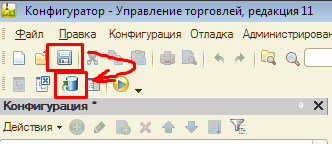 Конфигуратор - Управление торговлей, редакция 11
Файл Правка Конфигурация Отладка Администрирован
Конфигурация *
Действия